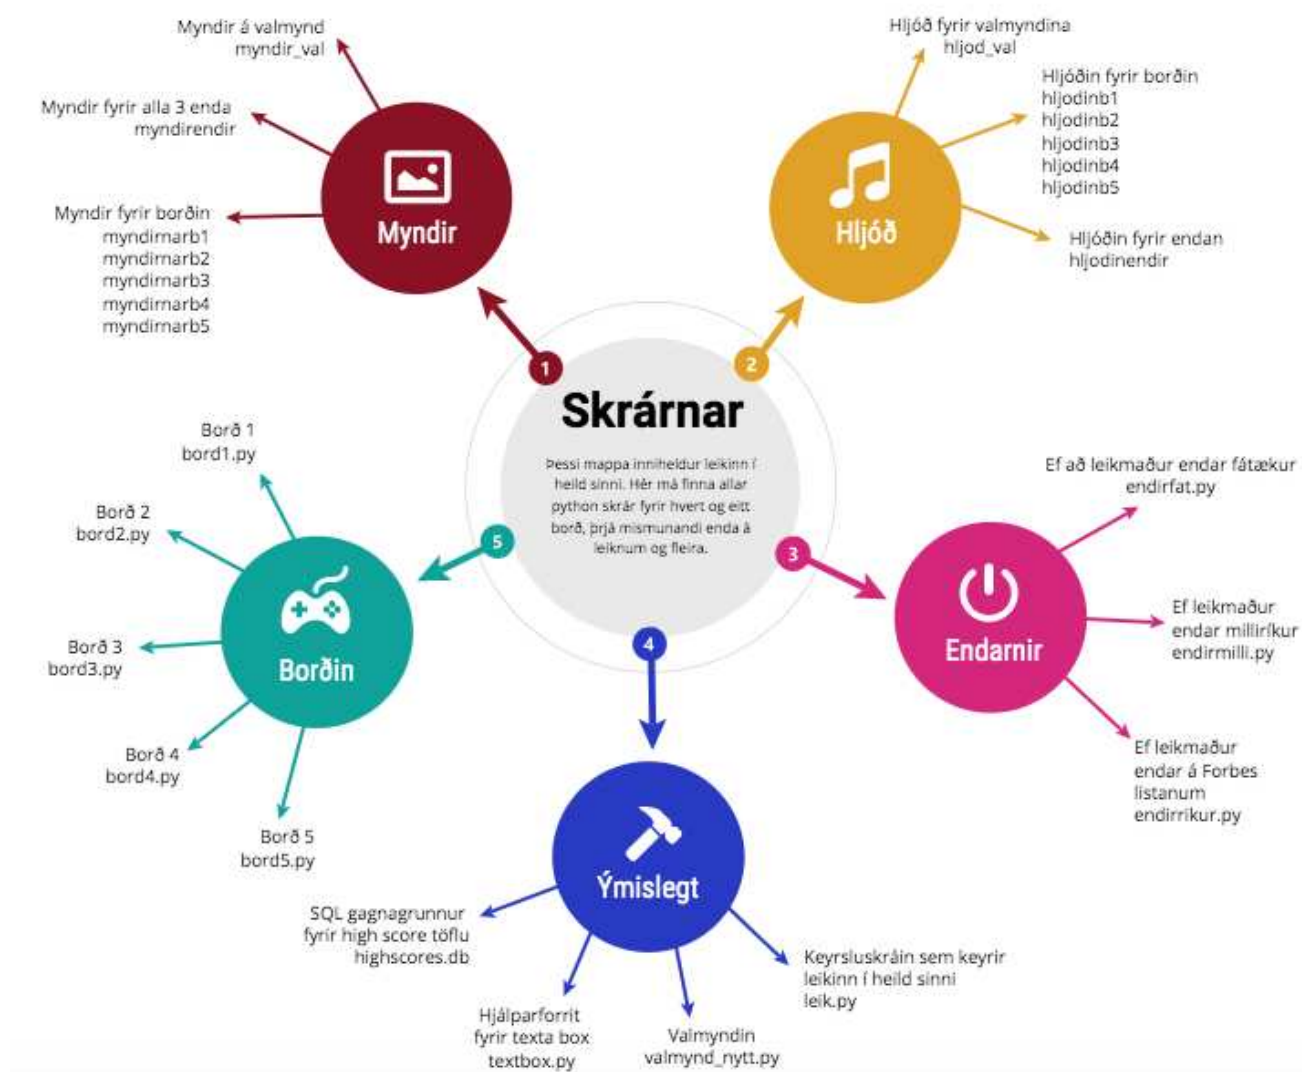 Skrárnar
Þessi mappa inniheldur leikinn í
heild sinni. Hér má finna allar
python skrár fyrir hvert og eitt
borð, þrjá mismunandi enda á
leiknum og fleira.
1
Myndir
Myndir á valmynd
myndir_val
Myndir fyrir alla 3 enda
myndirendir
Myndir fyrir borðin
myndirnarb1
myndirnarb2
myndirnarb3
myndirnarb4
myndirnarb5
2
Hljóð
Hljóð fyrir valmyndina
hljod_val
Hljóðin fyrir borðin
hljodinb1
hljodinb2
hljodinb3
hljodinb4
hljodinb5
Hljóðin fyrir endan
hljodinendir
3
Endarnir
Ef að leikmaður endar fátækur
endirfat.py
Ef leikmaður
endar milliríkur
endirmilli.py
Ef leikmaður
endar á Forbes
listanum
endirrikur.py
4
Ýmislegt
SQL gagnagrunnur
fyrir high score töflu
highscores.db
Hjálparforrit
fyrir texta box
textbox.py
Valmyndin
valmynd_nytt.py
Keyrsluskráin sem keyrir
leikinn í heild sinni
leik.py
5
Borðin
Borð 1
bord1.py
Borð 2
bord2.py
Borð 3
bord3.py
Borð 4
bord4.py
Borð 5
bord5.py